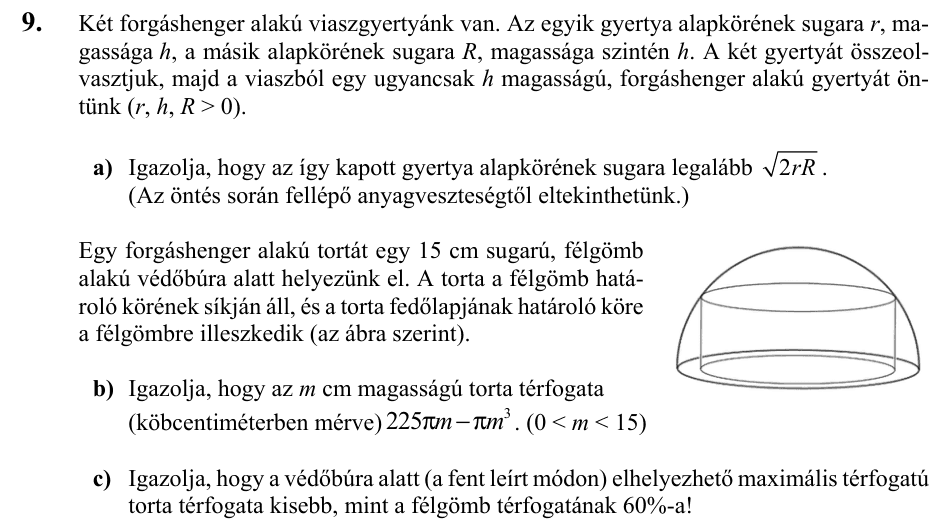 9. Két forgáshenger alakú viaszgyertyánk van. Az egyik gyertya alapkörének sugara r, ma-
gassága h, a másik alapkörének sugara R, magassága szintén h. A két gyertyát összeol-
vasztjuk, majd a viaszból egy ugyancsak h magasságú, forgáshenger alakú gyertyát ön-
tünk (r, h, R > 0).
a) Igazolja, hogy az így kapott gyertya alapkörének sugara legalább √2rR .
(Az öntés során fellépő anyagveszteségtől eltekinthetünk.)
Egy forgáshenger alakú tortát egy 15 cm sugarú, félgömb
alakú védőbúra alatt helyezünk el. A torta a félgömb hatá-
roló körének síkján áll, és a torta fedőlapjának határoló köre
a félgömbre illeszkedik (az ábra szerint).
b) Igazolja, hogy az m cm magasságú torta térfogata
(köbcentiméterben mérve) 225πm − πm³ . (0 < m < 15)
c) Igazolja, hogy a védőbúra alatt (a fent leírt módon) elhelyezhető maximális térfogatú
torta térfogata kisebb, mint a félgömb térfogatának 60%-a!